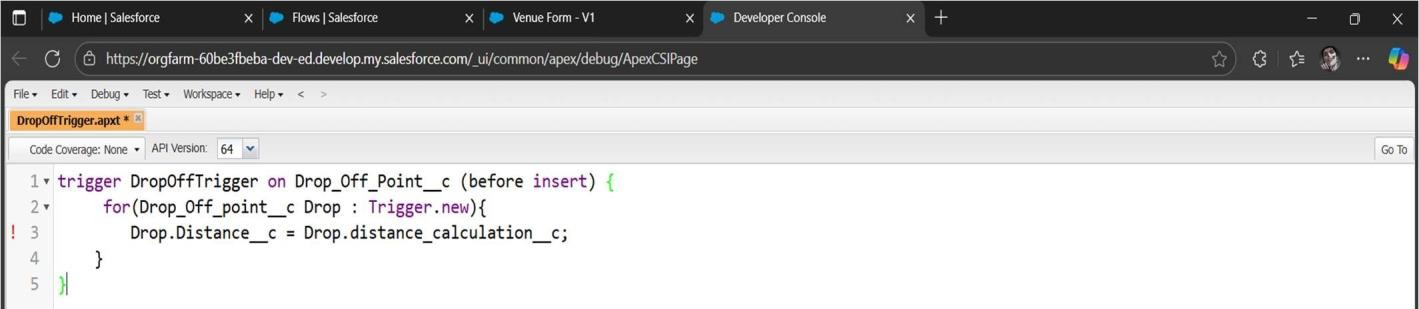 Home | Salesforce
Flows | Salesforce
Venue Form - V1
Developer Console
https://orgfarm-60be3fbeba-dev-ed.develop.my.salesforce.com/_ui/common/apex/debug/ApexCSIPage
File Edit Debug Test Workspace Help < >
DropOffTrigger.apxt *
Code Coverage: None API Version: 64 Go To
1 trigger DropOffTrigger on Drop_Off_Point__c (before insert) {
2 for(Drop_Off_point__c Drop : Trigger.new){
! 3 Drop.Distance__c = Drop.distance_calculation__c;
4 }
5 }